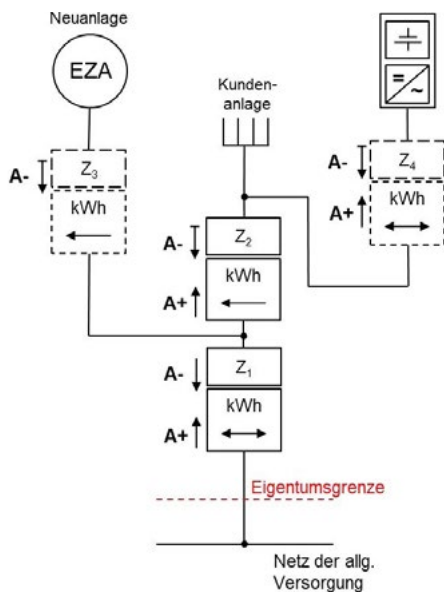 Neuanlage
EZA
Kunden-
anlage
=
~
A-
Z3
kWh
A-
Z4
kWh
A+
A-
Z2
kWh
A+
A-
Z1
kWh
A+
Eigentumsgrenze
Netz der allg.
Versorgung